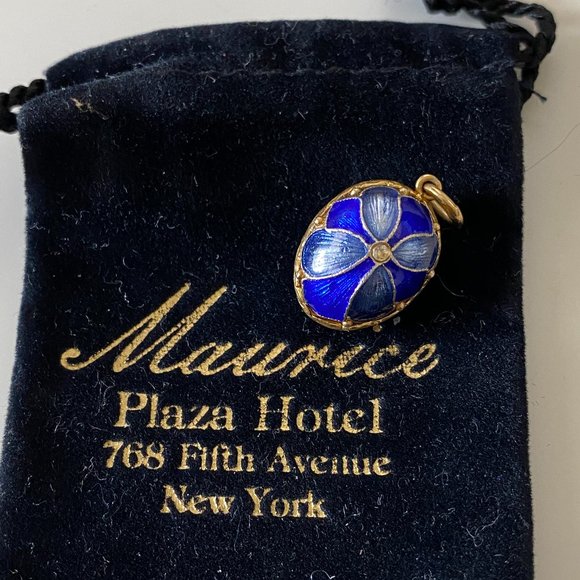 Maurice
Plaza Hotel
768 Fifth Avenue
New York